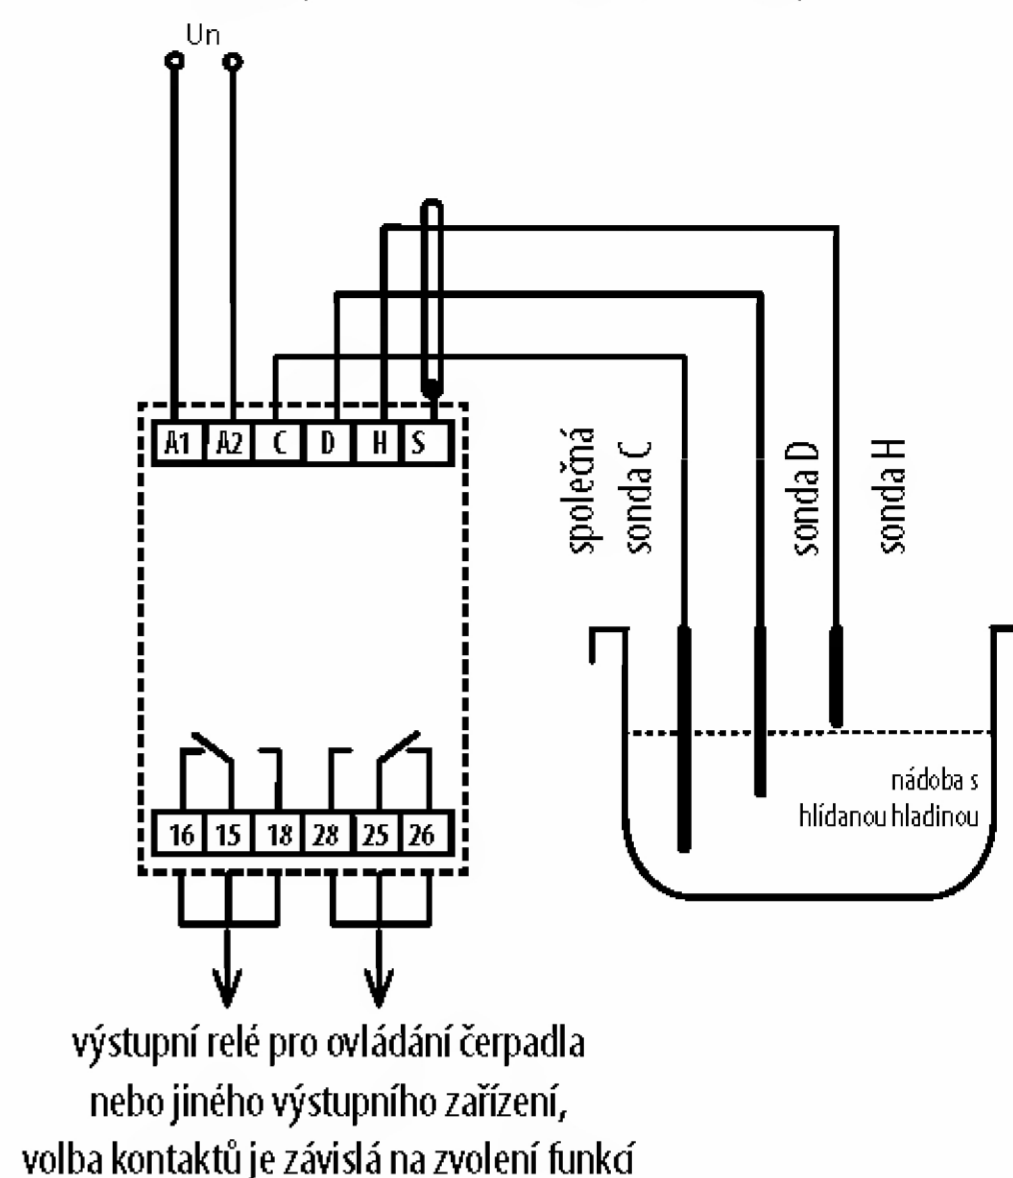 Un
A1 A2 C D H S
společná
sonda C
sonda D
sonda H
nádoba s
hlídanou hladinou
16 15 18 28 25 26
výstupní relé pro ovládání čerpadla
nebo jiného výstupního zařízení,
volba kontaktů je závislá na zvolení funkcí